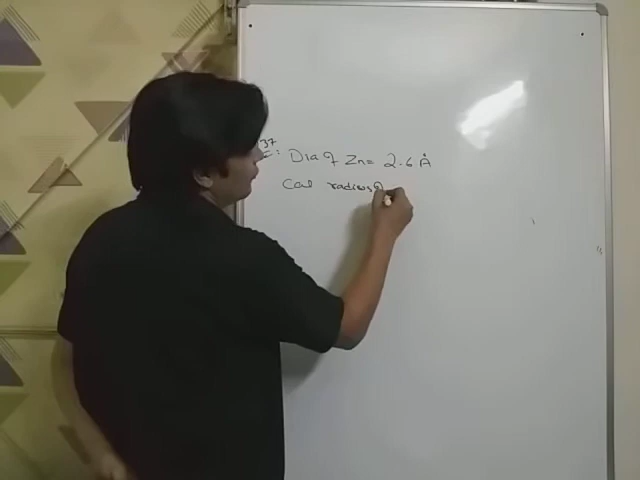 37
Dia of Zn = 2.6 Å
Cal radius